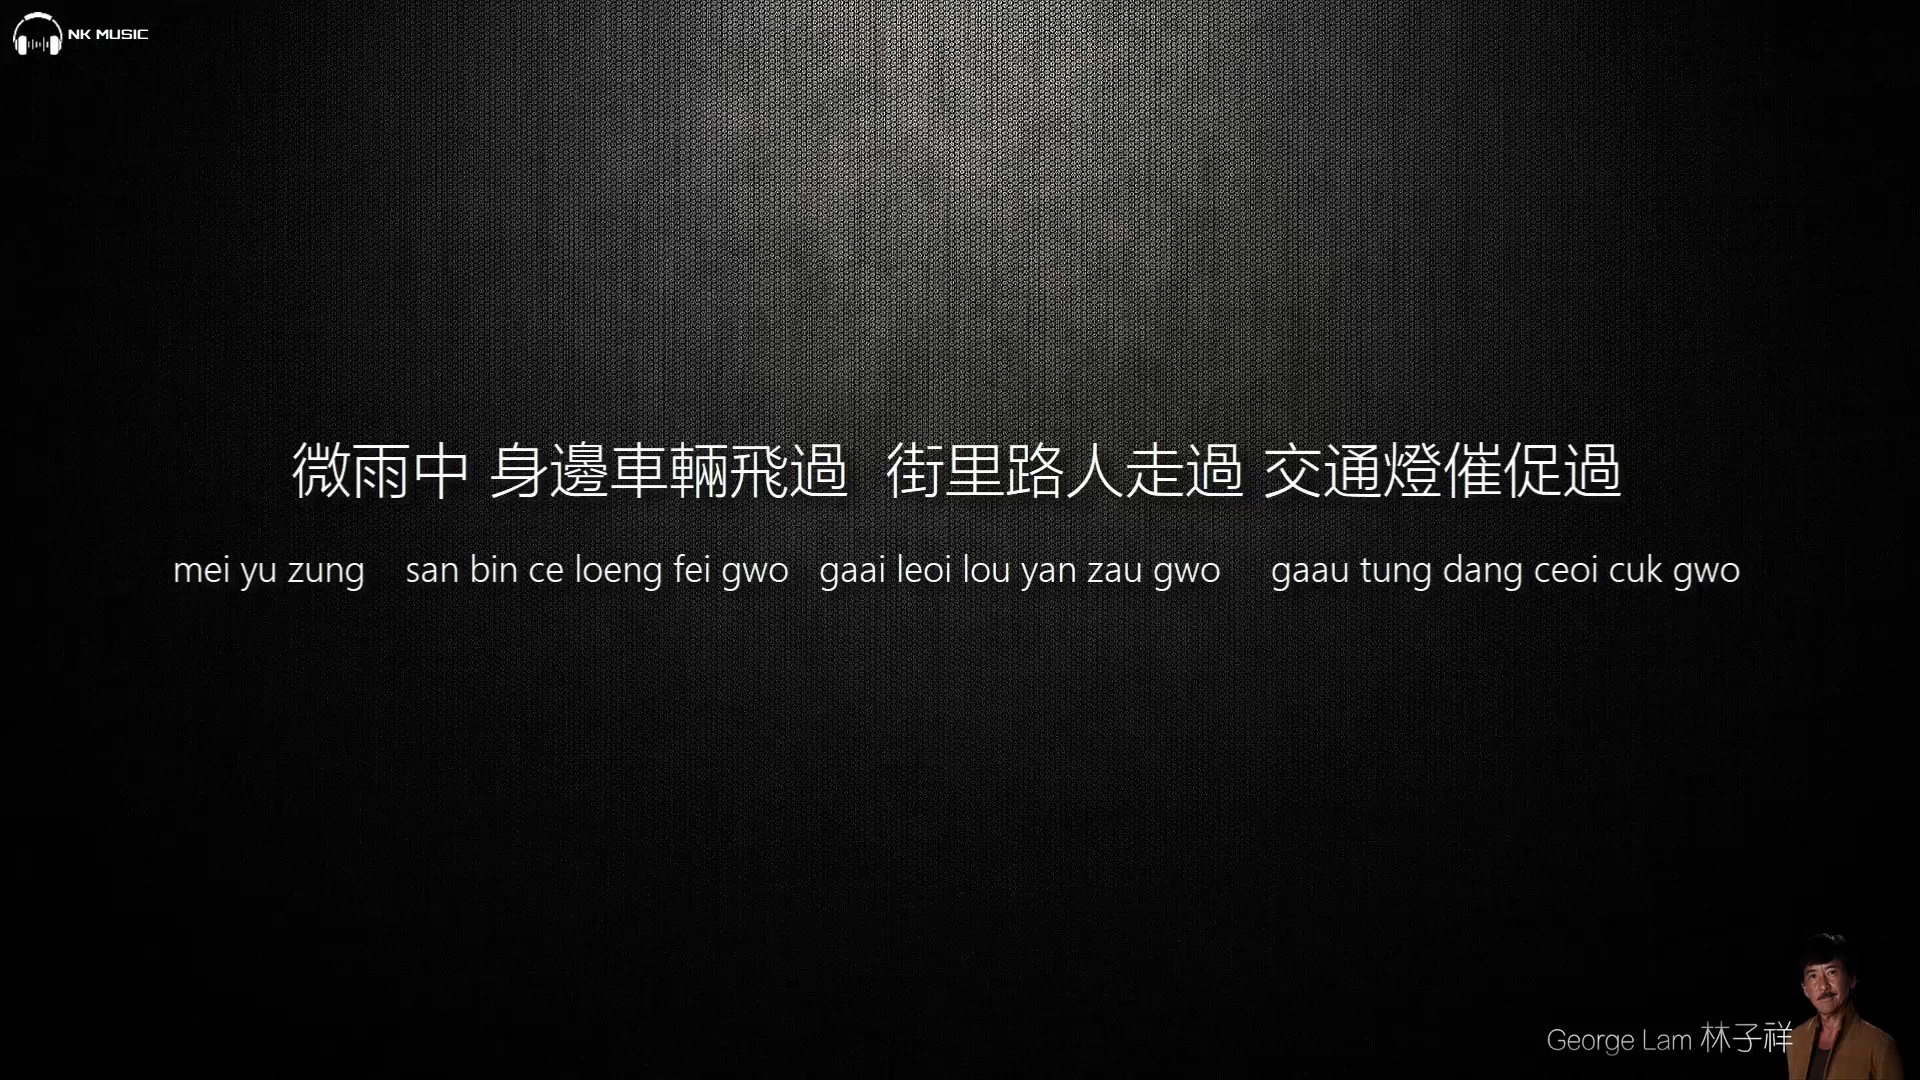 NK MUSIC
微雨中 身邊車輛飛過 街里路人走過 交通燈催促過
mei yu zung san bin ce loeng fei gwo gaai leoi lou yan zau gwo gaau tung dang ceoi cuk gwo
George Lam 林子祥